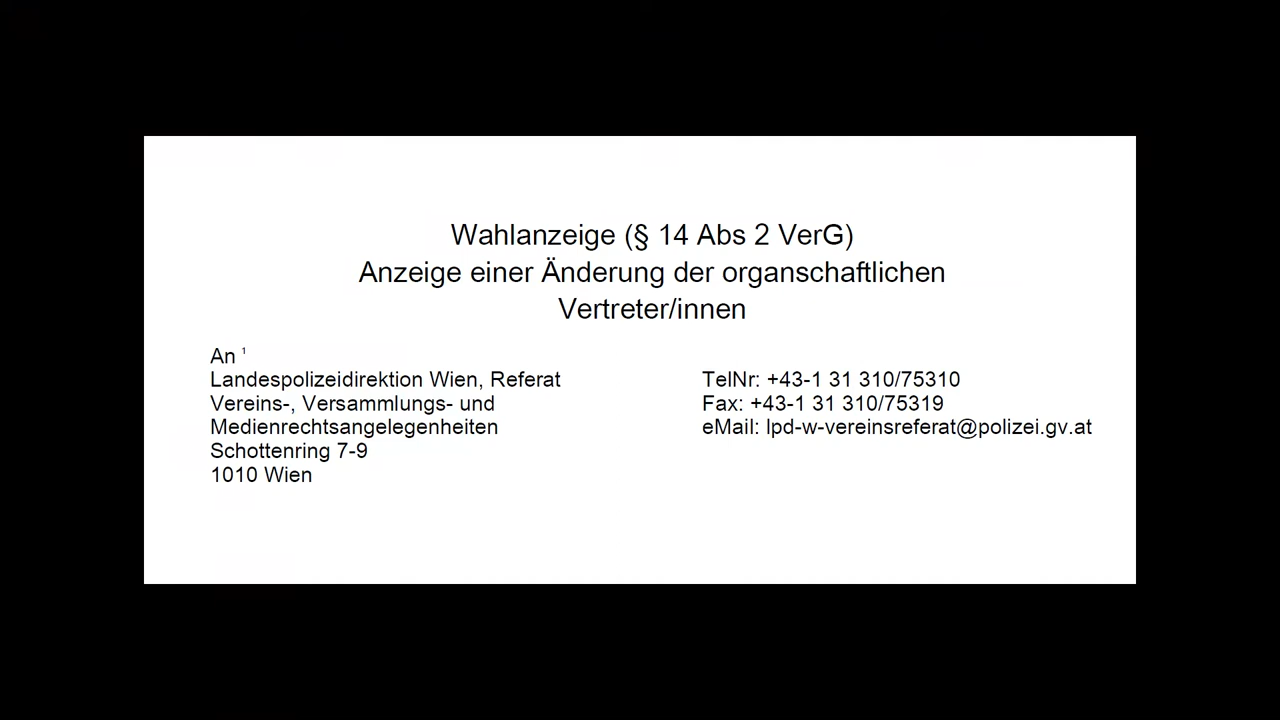 Wahlanzeige (§ 14 Abs 2 VerG)
Anzeige einer Änderung der organschaftlichen
Vertreter/innen
An ¹
Landespolizeidirektion Wien, Referat
Vereins-, Versammlungs- und
Medienrechtsangelegenheiten
Schottenring 7-9
1010 Wien
TelNr: +43-1 31 310/75310
Fax: +43-1 31 310/75319
eMail: lpd-w-vereinsreferat@polizei.gv.at